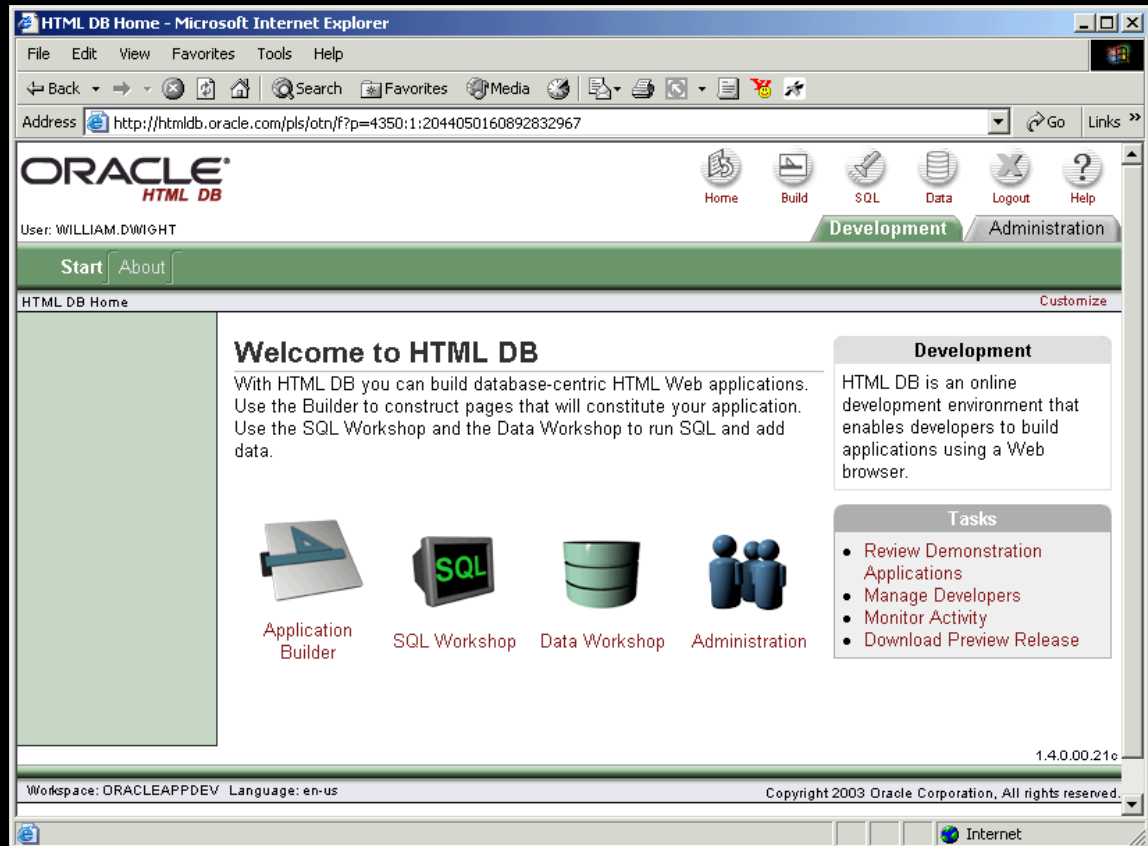 HTML DB Home - Microsoft Internet Explorer
File Edit View Favorites Tools Help
Back Search Favorites Media
Address http://htmldb.oracle.com/pls/otn/f?p=4350:1:2044050160892832967 Go Links »
ORACLE
HTML DB
Home Build SQL Data Logout Help
User: WILLIAM.DWIGHT
Development Administration
Start About
HTML DB Home Customize
Welcome to HTML DB
With HTML DB you can build database-centric HTML Web applications.
Use the Builder to construct pages that will constitute your application.
Use the SQL Workshop and the Data Workshop to run SQL and add
data.
SQL
Application
Builder
SQL Workshop
Data Workshop
Administration
Development
HTML DB is an online
development environment that
enables developers to build
applications using a Web
browser.
Tasks
• Review Demonstration
Applications
• Manage Developers
• Monitor Activity
• Download Preview Release
1.4.0.00.21c
Workspace: ORACLEAPPDEV Language: en-us
Copyright 2003 Oracle Corporation, All rights reserved.
Internet